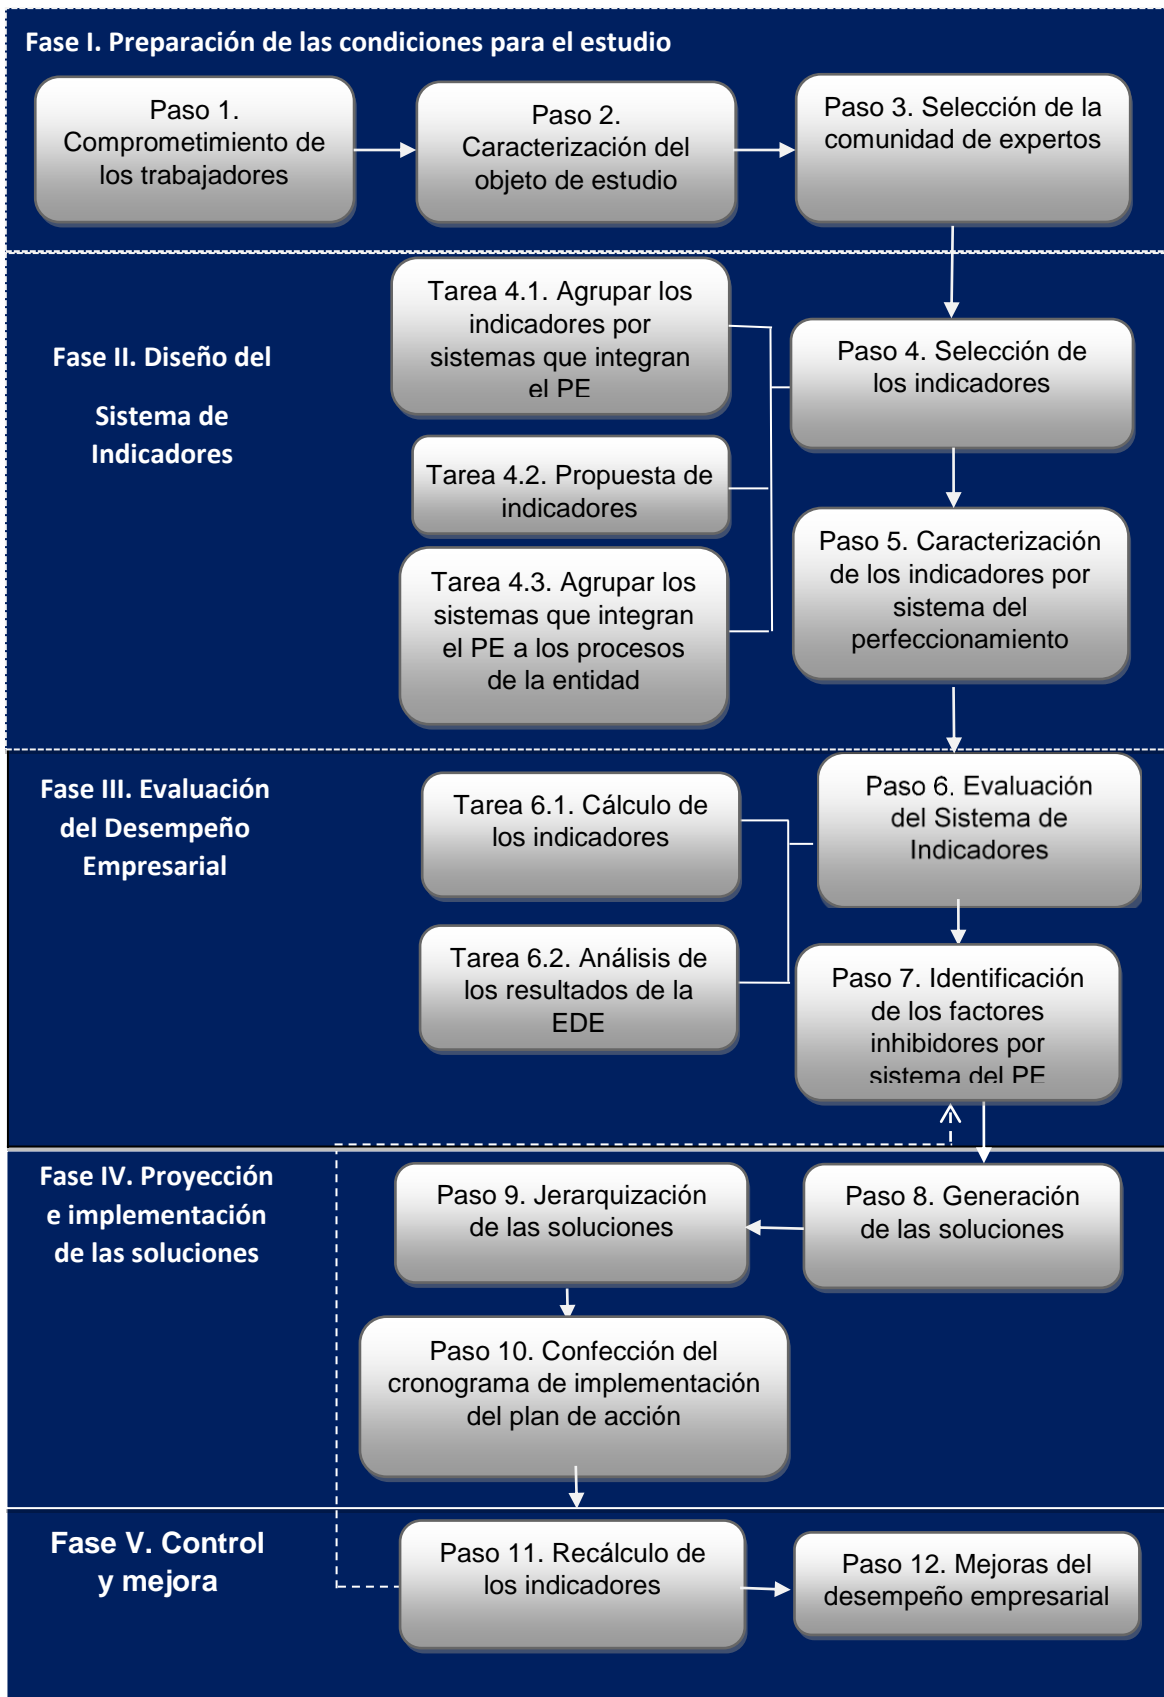 Fase I. Preparación de las condiciones para el estudio
Paso 1.
Comprometimiento de
los trabajadores
Paso 2.
Caracterización del
objeto de estudio
Paso 3. Selección de la
comunidad de expertos
Fase II. Diseño del
Sistema de
Indicadores
Tarea 4.1. Agrupar los
indicadores por
sistemas que integran
el PE
Paso 4. Selección de
los indicadores
Tarea 4.2. Propuesta de
indicadores
Tarea 4.3. Agrupar los
sistemas que integran
el PE a los procesos
de la entidad
Paso 5. Caracterización
de los indicadores por
sistema del
perfeccionamiento
Fase III. Evaluación
del Desempeño
Empresarial
Tarea 6.1. Cálculo de
los indicadores
Paso 6. Evaluación
del Sistema de
Indicadores
Tarea 6.2. Análisis de
los resultados de la
EDE
Paso 7. Identificación
de los factores
inhibidores por
sistema del PE
Fase IV. Proyección
e implementación
de las soluciones
Paso 9. Jerarquización
de las soluciones
Paso 8. Generación
de las soluciones
Paso 10. Confección del
cronograma de implementación
del plan de acción
Fase V. Control
y mejora
Paso 11. Recálculo de
los indicadores
Paso 12. Mejoras del
desempeño empresarial